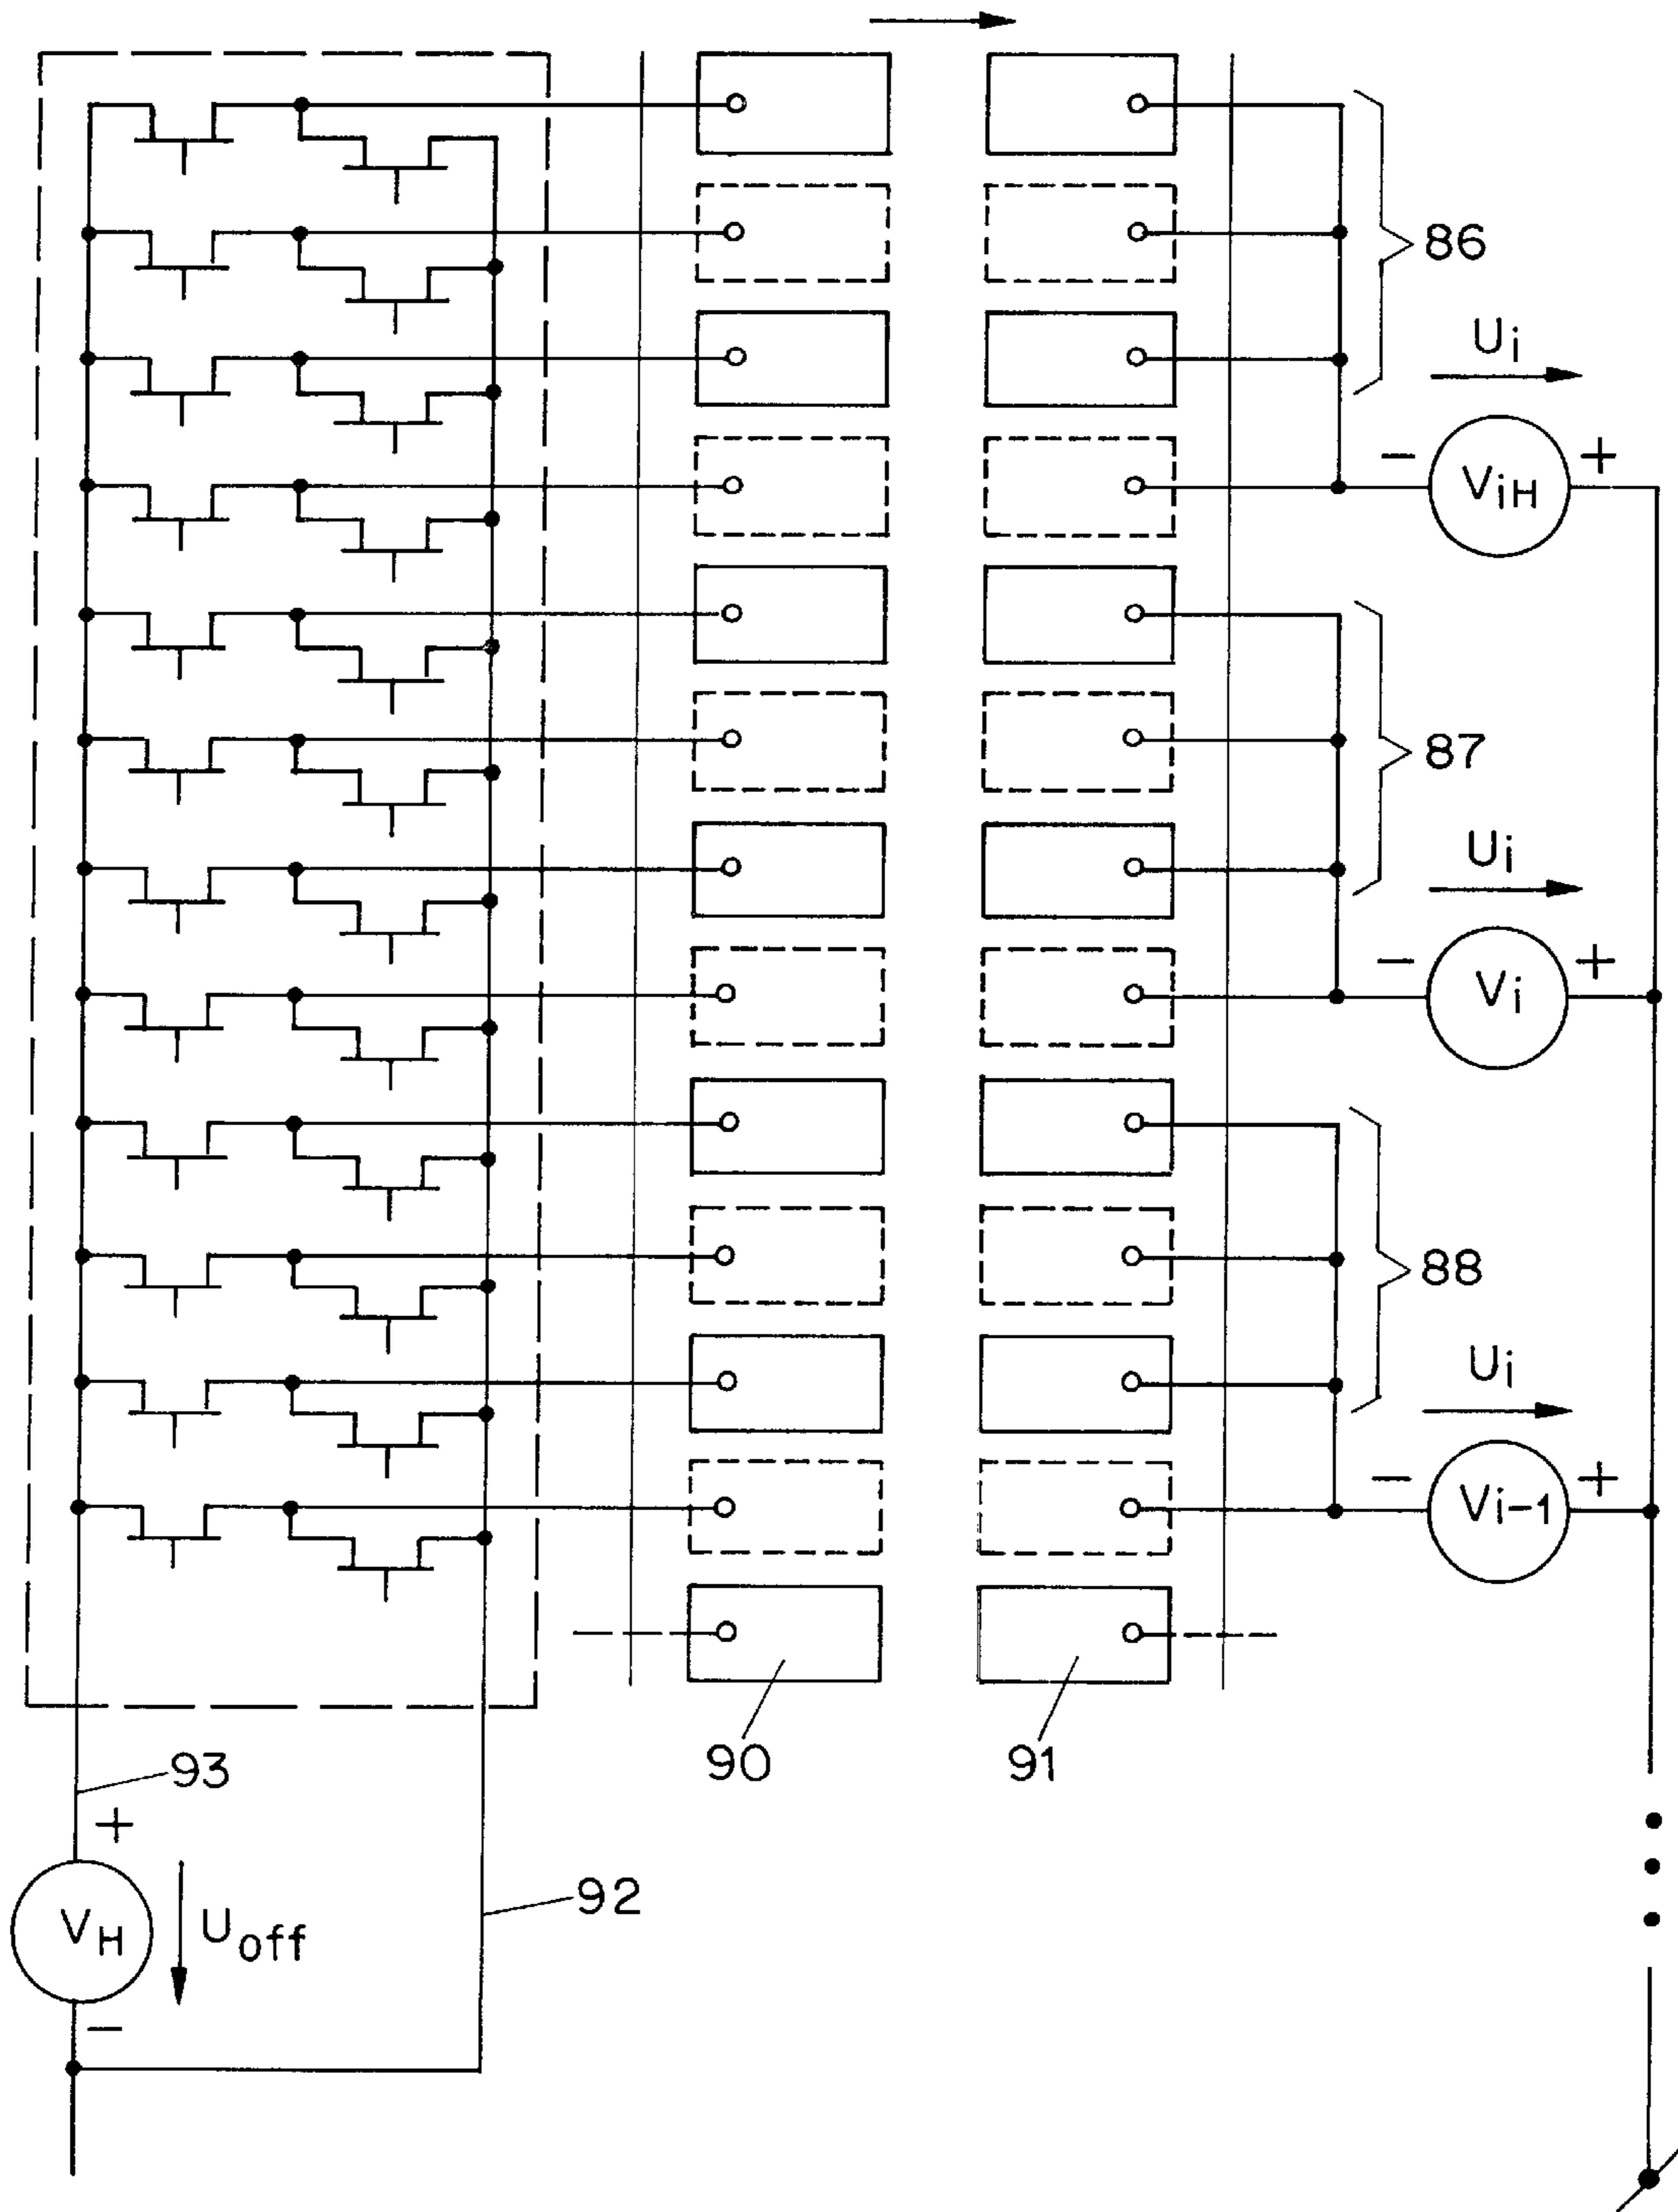 86
Ui
− ViH +
87
Ui
− Vi +
88
Ui
− Vi−1 +
90
91
93
+
92
VH
Uoff
−